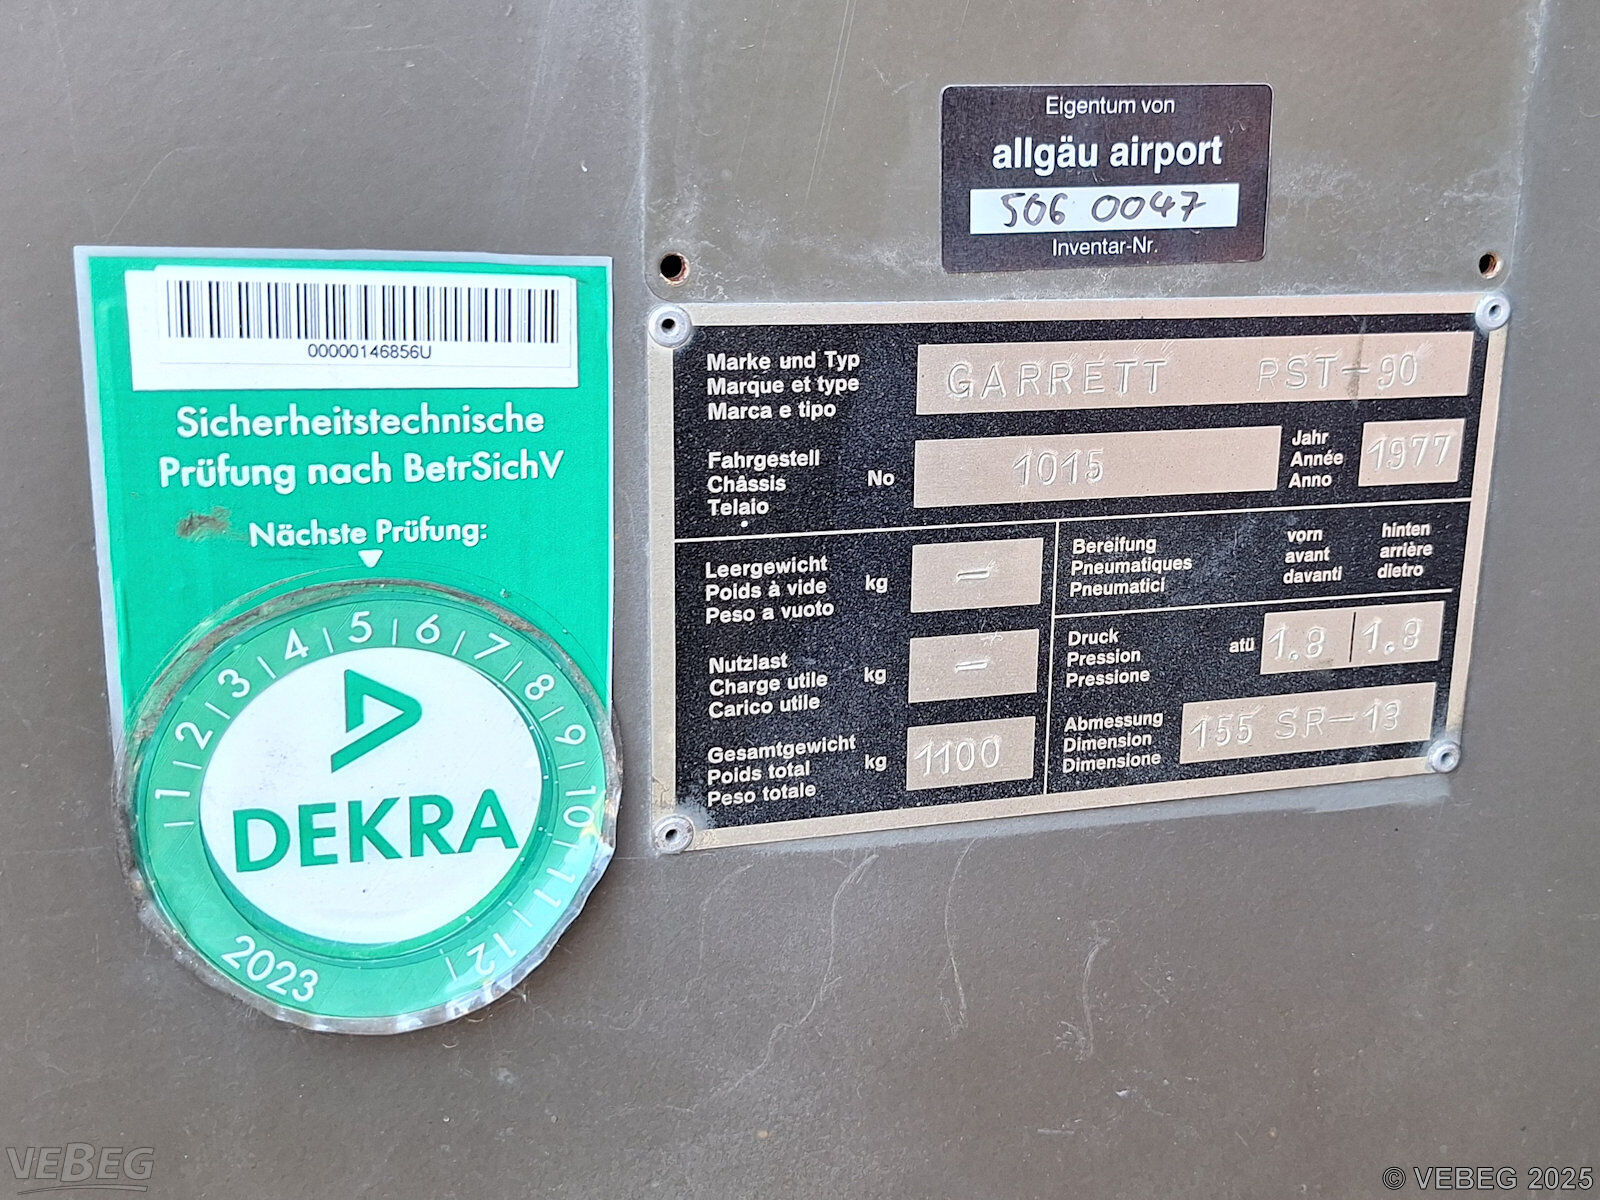 Eigentum von
allgäu airport
506 0047
Inventar-Nr.
00000146856U
Sicherheitstechnische
Prüfung nach BetrSichV
Nächste Prüfung:
1 2 3 4 5 6 7 8 9 10 11 12
DEKRA
2023
Marke und Typ
Marque et type
Marca e tipo
GARRETT RST-90
Fahrgestell
Châssis
Telaio
No
1015
Jahr
Année
Anno
1977
Leergewicht
Poids à vide
Peso a vuoto
kg
-
Nutzlast
Charge utile
Carico utile
kg
-
Gesamtgewicht
Poids total
Peso totale
kg
1100
Bereifung
Pneumatiques
Pneumatici
vorn
avant
davanti
hinten
arrière
dietro
Druck
Pression
Pressione
atü
1.8 1.8
Abmessung
Dimension
Dimensione
155 SR-13
VEBEG
© VEBEG 2025